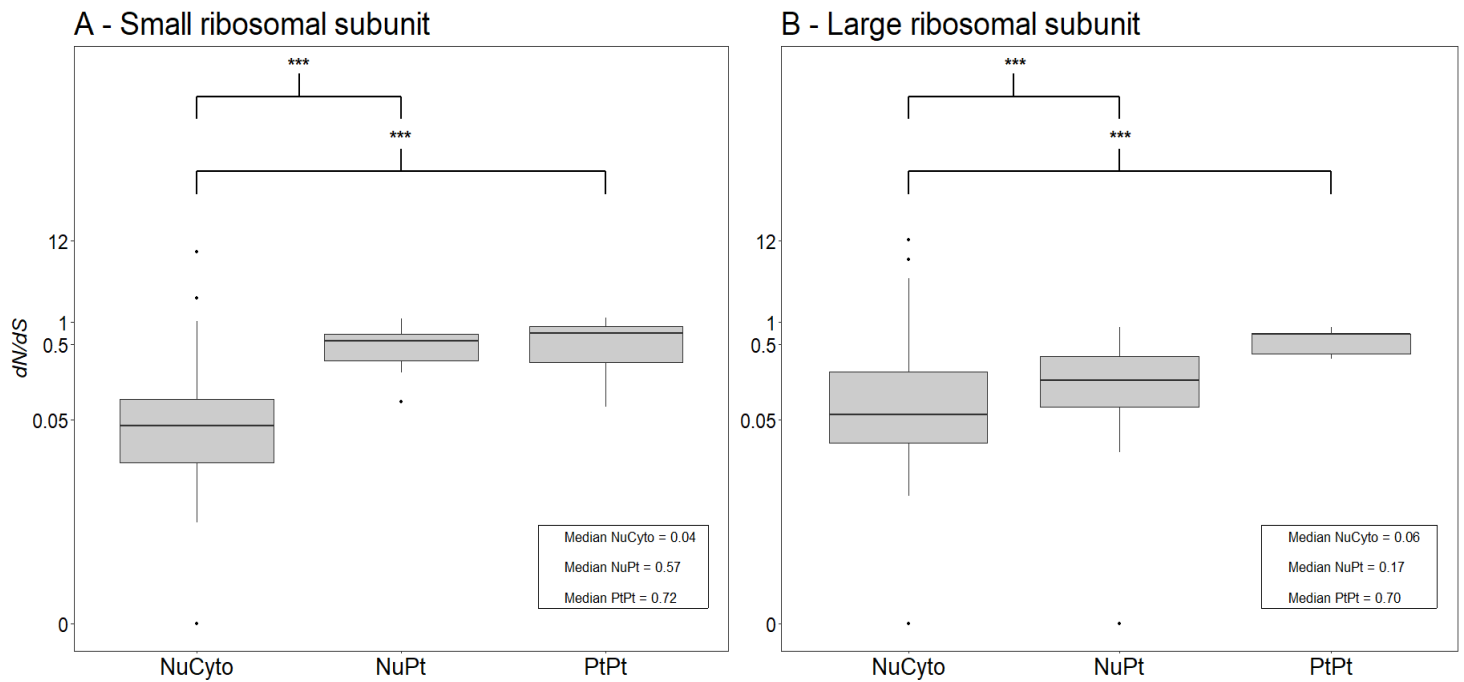 A - Small ribosomal subunit
***
***
dN/dS
12
1
0.5
0.05
0
Median NuCyto = 0.04
Median NuPt = 0.57
Median PtPt = 0.72
NuCyto NuPt PtPt
B - Large ribosomal subunit
***
***
12
1
0.5
0.05
0
Median NuCyto = 0.06
Median NuPt = 0.17
Median PtPt = 0.70
NuCyto NuPt PtPt